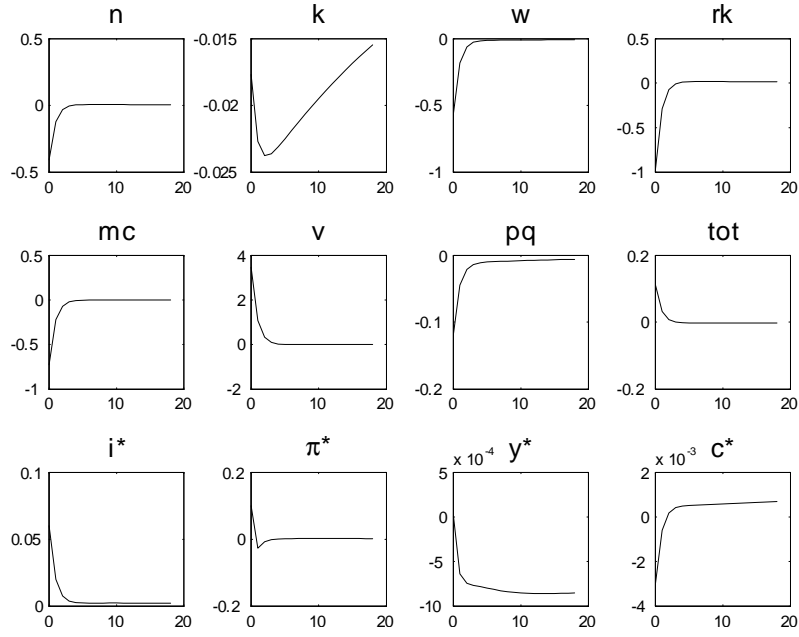 n k w rk
0.5 -0.015 0 0.5
0 -0.02 -0.5 0
-0.5
-0.5 -0.025 -1 -1
0 10 20 0 10 20 0 10 20 0 10 20
mc v pq tot
0.5 4 0 0.2
0 2 -0.1 0
-0.5 0
-1 -2 -0.2 -0.2
0 10 20 0 10 20 0 10 20 0 10 20
i* π* y* c*
x 10-4 x 10-3
0.1 0.2 5 2
0.05 0 0 0
-5 -2
0 -0.2 -10 -4
0 10 20 0 10 20 0 10 20 0 10 20